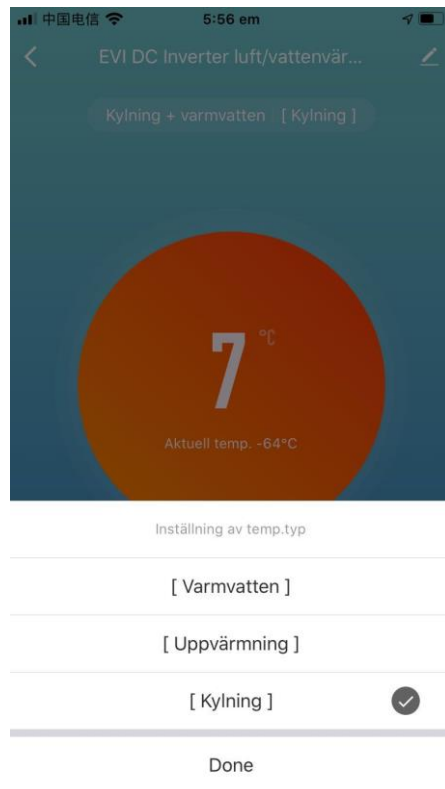 中国电信
5:56 em
EVI DC Inverter luft/vattenvär...
Kylning + varmvatten [ Kylning ]
7 °C
Aktuell temp. -64°C
Inställning av temp.typ
[ Varmvatten ]
[ Uppvärmning ]
[ Kylning ]
Done